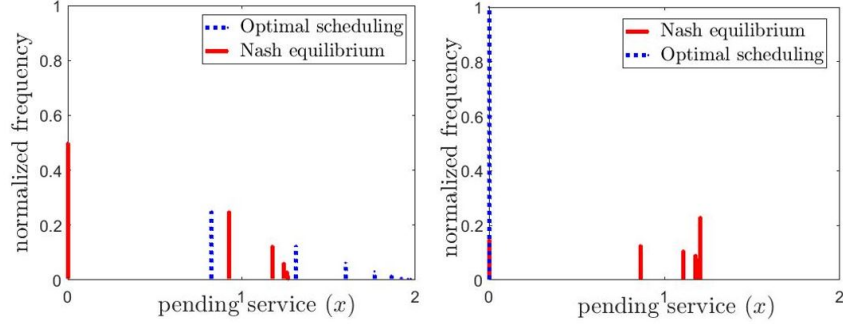 1
Optimal scheduling
Nash equilibrium
0.8
0.6
0.4
0.2
0
normalized frequency
0
1
2
pending service (x)
1
Nash equilibrium
Optimal scheduling
0.8
0.6
0.4
0.2
0
normalized frequency
0
1
2
pending service (x)